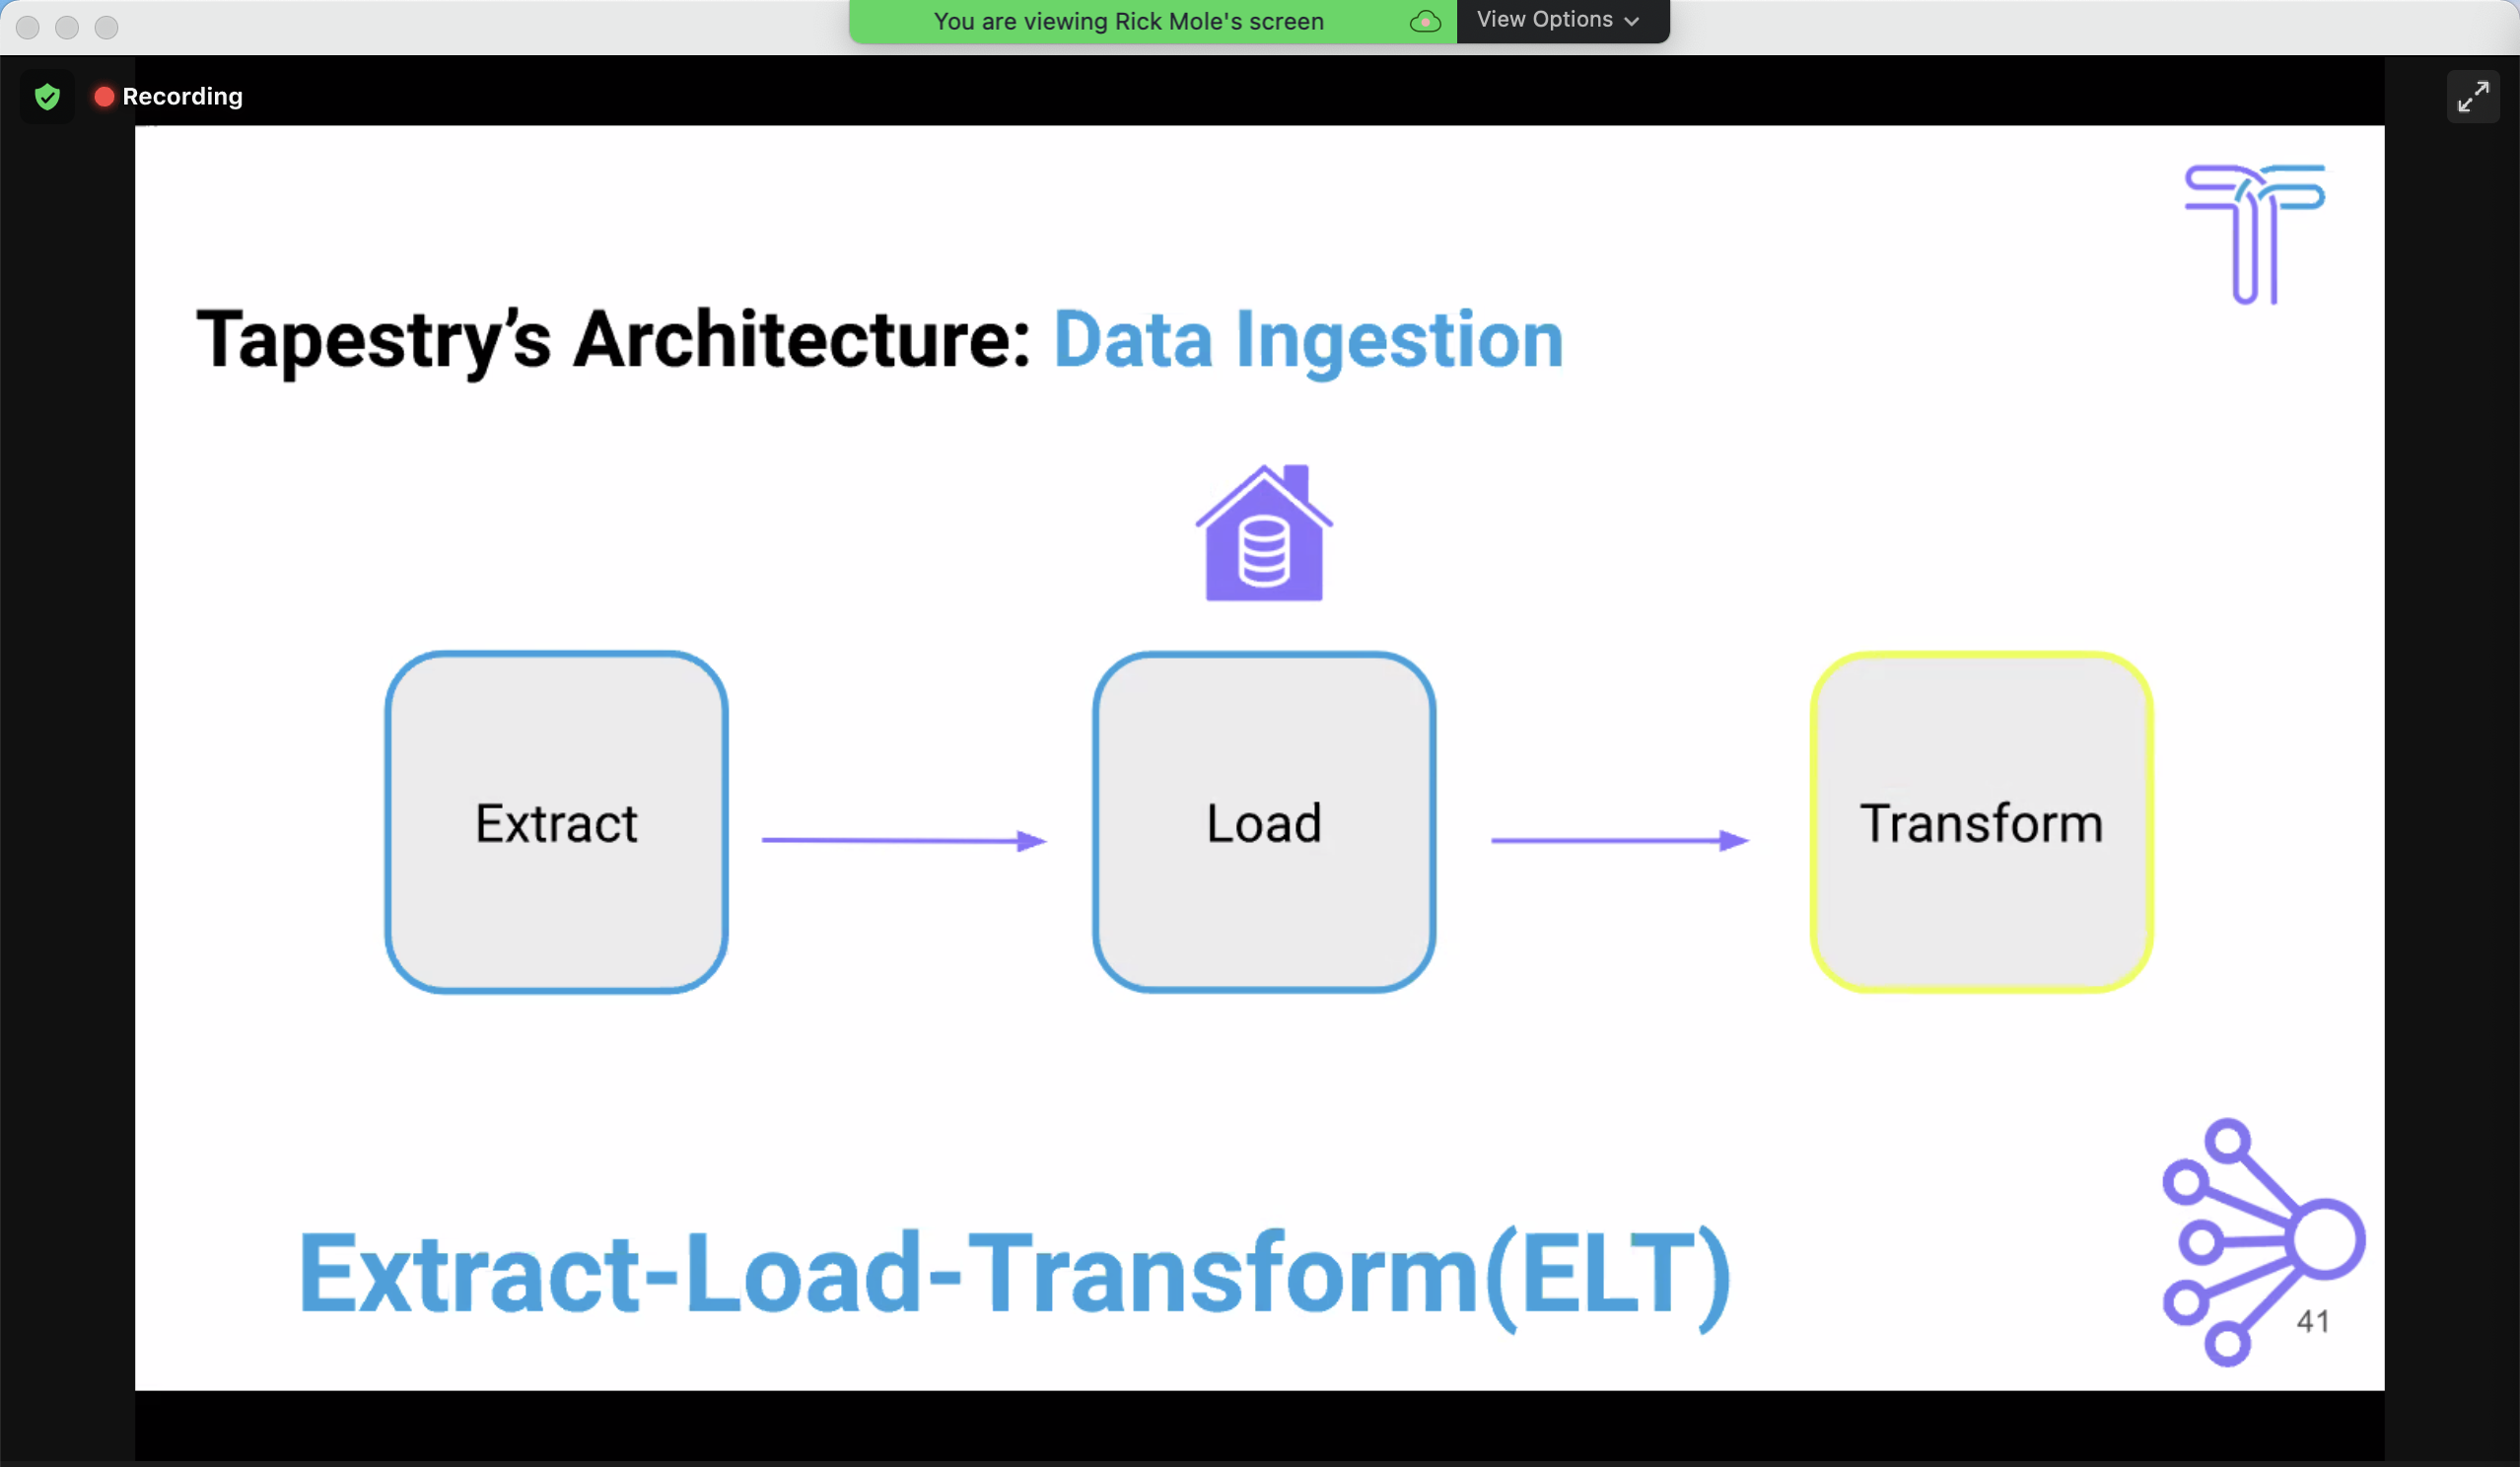 You are viewing Rick Mole's screen
View Options
Recording
Tapestry’s Architecture: Data Ingestion
Extract
Load
Transform
Extract-Load-Transform(ELT)
41